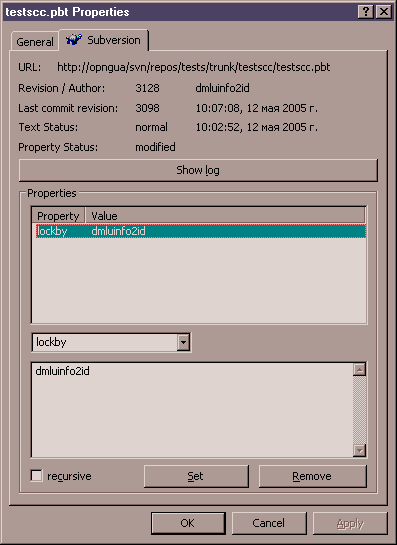 testscc.pbt Properties
General Subversion
URL: http://opngua/svn/repos/tests/trunk/testscc/testscc.pbt
Revision / Author: 3128 dmluinfo2id
Last commit revision: 3098 10:07:08, 12 мая 2005 г.
Text Status: normal 10:02:52, 12 мая 2005 г.
Property Status: modified
Show log
Properties
Property Value
lockby dmluinfo2id
lockby
dmluinfo2id
recursive Set Remove
OK Cancel Apply